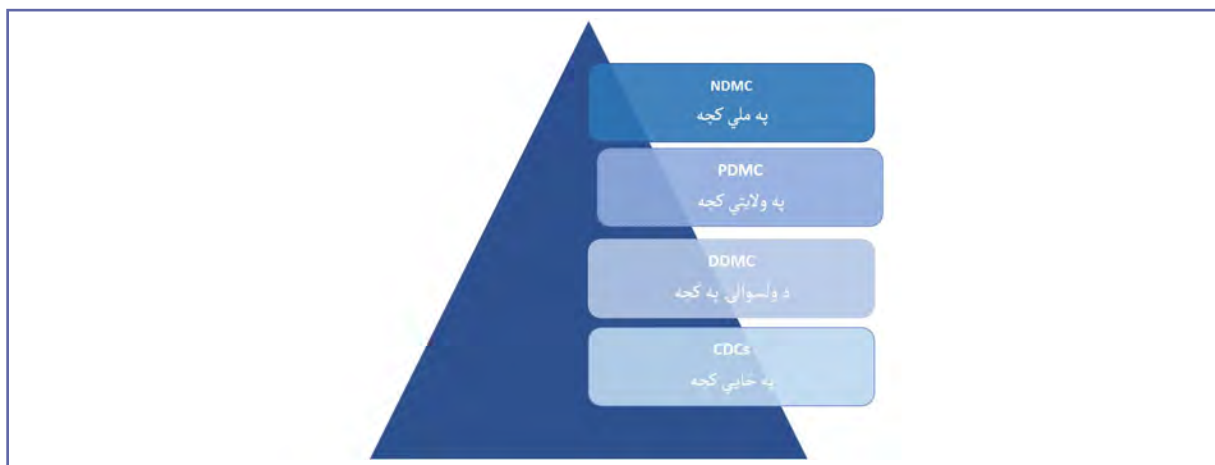 NDMC
په ملي کچه
PDMC
په ولایتي کچه
DDMC
د ولسوالۍ په کچه
CDCs
په ځایي کچه